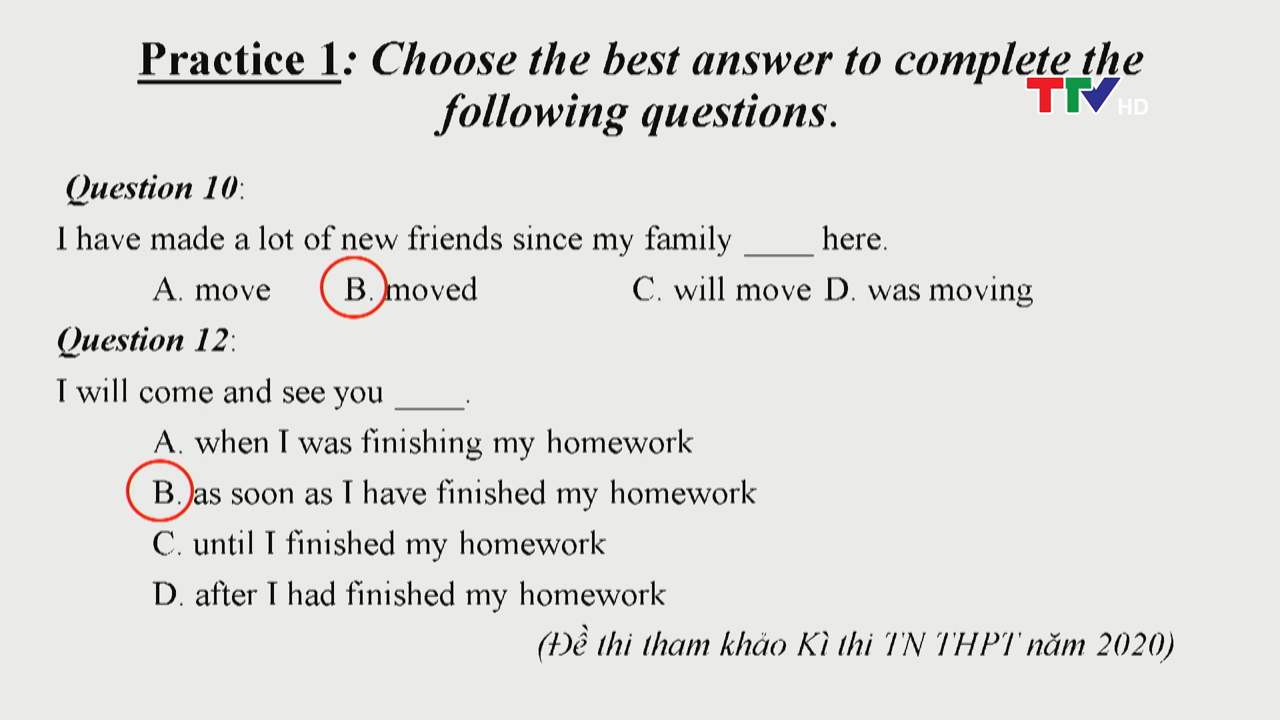 Practice 1: Choose the best answer to complete the
following questions.
TTV HD
Question 10:
I have made a lot of new friends since my family ____ here.
A. move B. moved C. will move D. was moving
Question 12:
I will come and see you ____.
A. when I was finishing my homework
B. as soon as I have finished my homework
C. until I finished my homework
D. after I had finished my homework
(Đề thi tham khảo Kì thi TN THPT năm 2020)